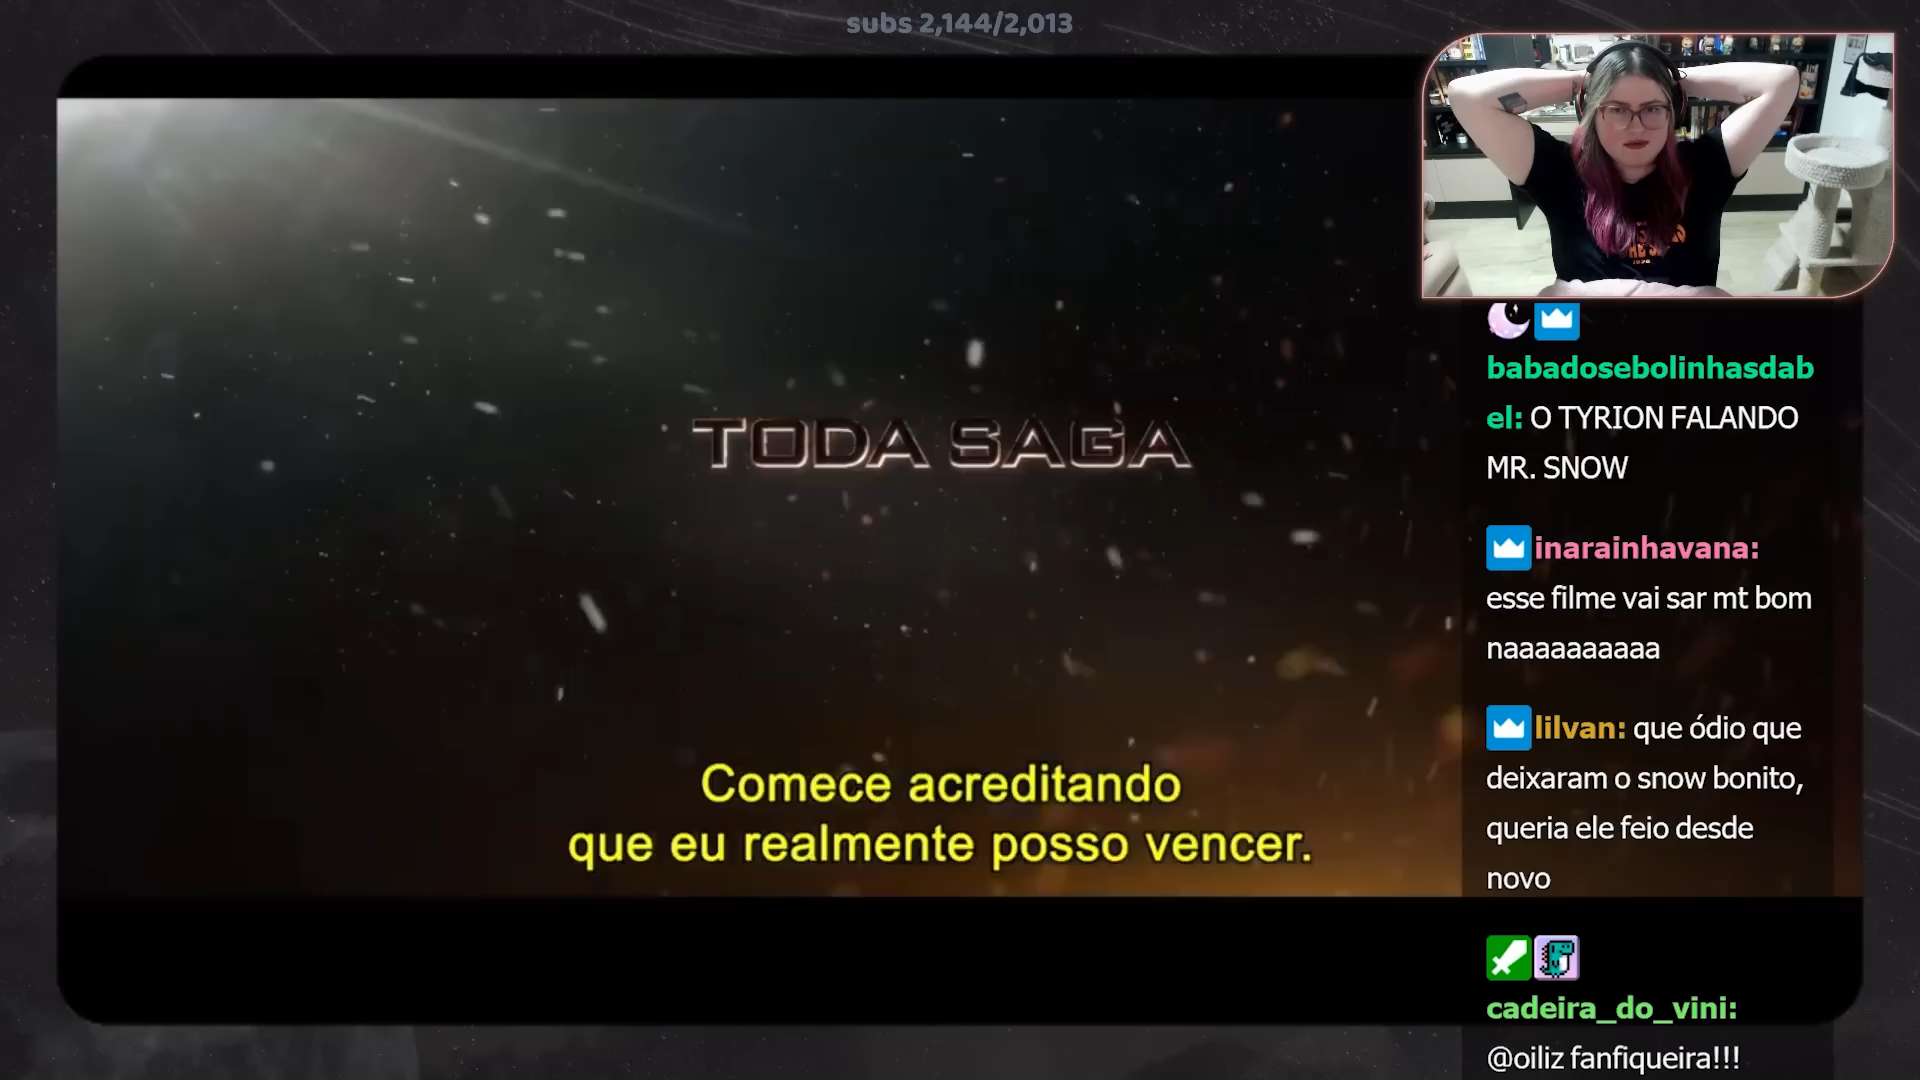 subs 2,144/2,013
TODA SAGA
Comece acreditando
que eu realmente posso vencer.
babadosebolinhasdab
el: O TYRION FALANDO
MR. SNOW
inarainhavana:
esse filme vai sar mt bom
naaaaaaaaaa
lilvan: que ódio que
deixaram o snow bonito,
queria ele feio desde
novo
cadeira_do_vini:
@oiliz fanfiqueira!!!